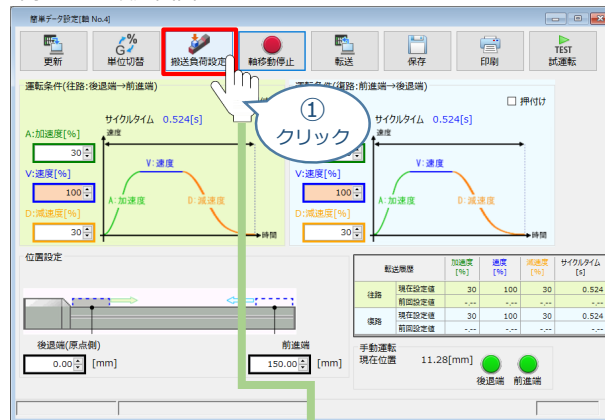 簡単データ設定[軸 No.4]
更新
単位切替
搬送負荷設定
軸移動停止
転送
保存
印刷
TEST
試運転
運転条件(往路:後退端→前進端)
サイクルタイム 0.524[s]
A:加速度[%]
30
V:速度[%]
100
D:減速度[%]
30
速度
V:速度
A:加速度
D:減速度
時間
路:前進端→後退端)
押付け
サイクルタイム 0.524[s]
速度
V:速度[%]
100
D:減速度[%]
30
V:速度
A:加速度
D:減速度
時間
①
クリック
位置設定
後退端(原点側)
0.00 [mm]
前進端
150.00 [mm]
転送履歴 加速度[%] 速度[%] 減速度[%] サイクルタイム[s]
往路 現在設定値 30 100 30 0.524
前回設定値 -.-- -.-- -.-- -.--
復路 現在設定値 30 100 30 0.524
前回設定値 -.-- -.-- -.-- -.--
手動運転
現在位置 11.28[mm]
後退端 前進端